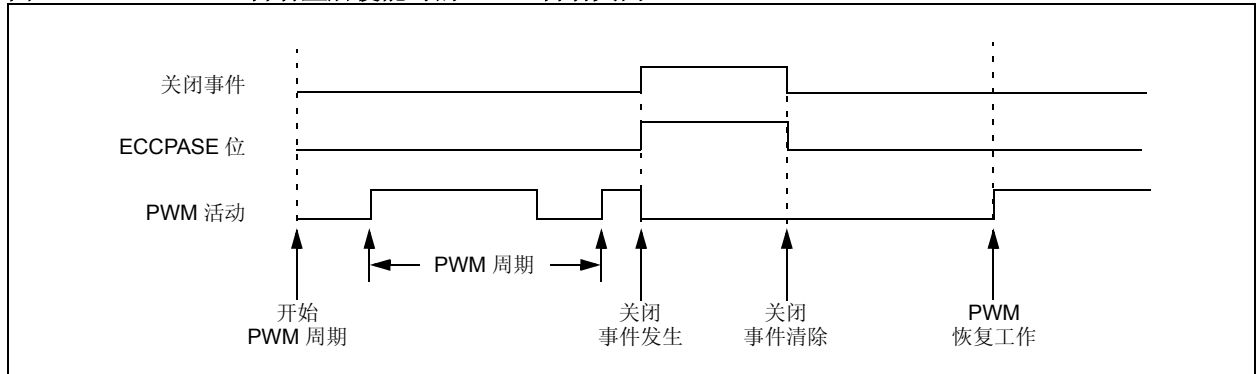 关闭事件
ECCPASE 位
PWM 活动
PWM 周期
开始
PWM 周期
关闭
事件发生
关闭
事件清除
PWM
恢复工作